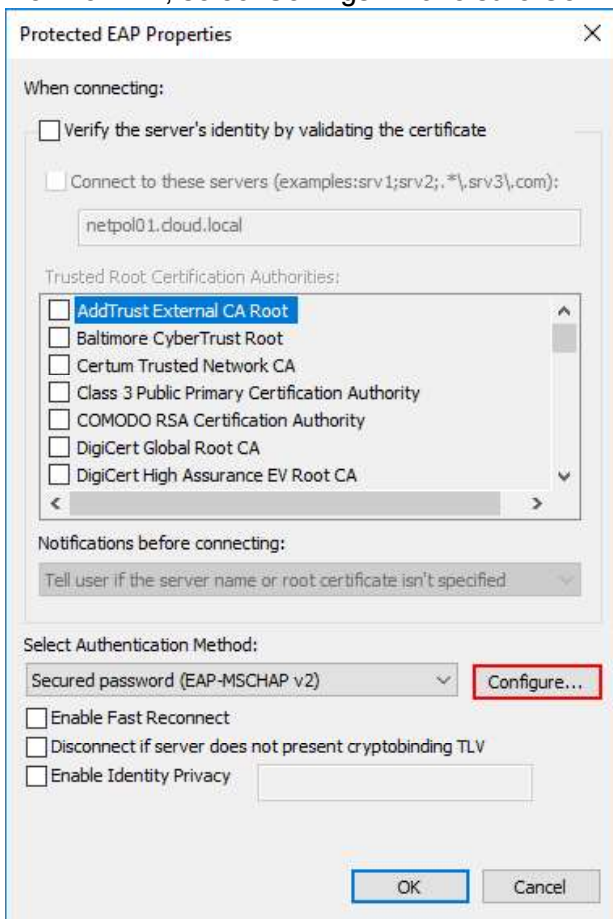 Protected EAP Properties
When connecting:
Verify the server's identity by validating the certificate
Connect to these servers (examples:srv1;srv2;.*\.srv3\.com):
netpol01.cloud.local
Trusted Root Certification Authorities:
AddTrust External CA Root
Baltimore CyberTrust Root
Certum Trusted Network CA
Class 3 Public Primary Certification Authority
COMODO RSA Certification Authority
DigiCert Global Root CA
DigiCert High Assurance EV Root CA
Notifications before connecting:
Tell user if the server name or root certificate isn't specified
Select Authentication Method:
Secured password (EAP-MSCHAP v2) Configure...
Enable Fast Reconnect
Disconnect if server does not present cryptobinding TLV
Enable Identity Privacy
OK Cancel